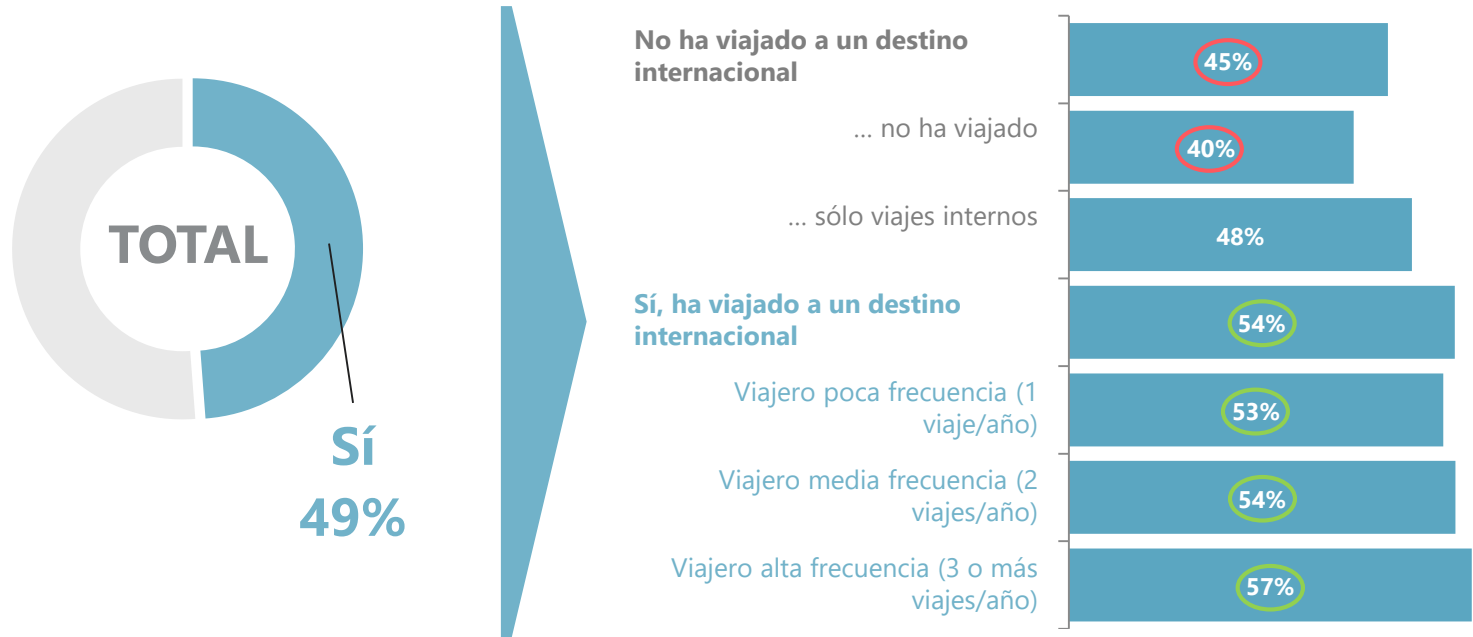 TOTAL
Sí
49%
No ha viajado a un destino
internacional
45%
... no ha viajado
40%
... sólo viajes internos
48%
Sí, ha viajado a un destino
internacional
54%
Viajero poca frecuencia (1
viaje/año)
53%
Viajero media frecuencia (2
viajes/año)
54%
Viajero alta frecuencia (3 o más
viajes/año)
57%